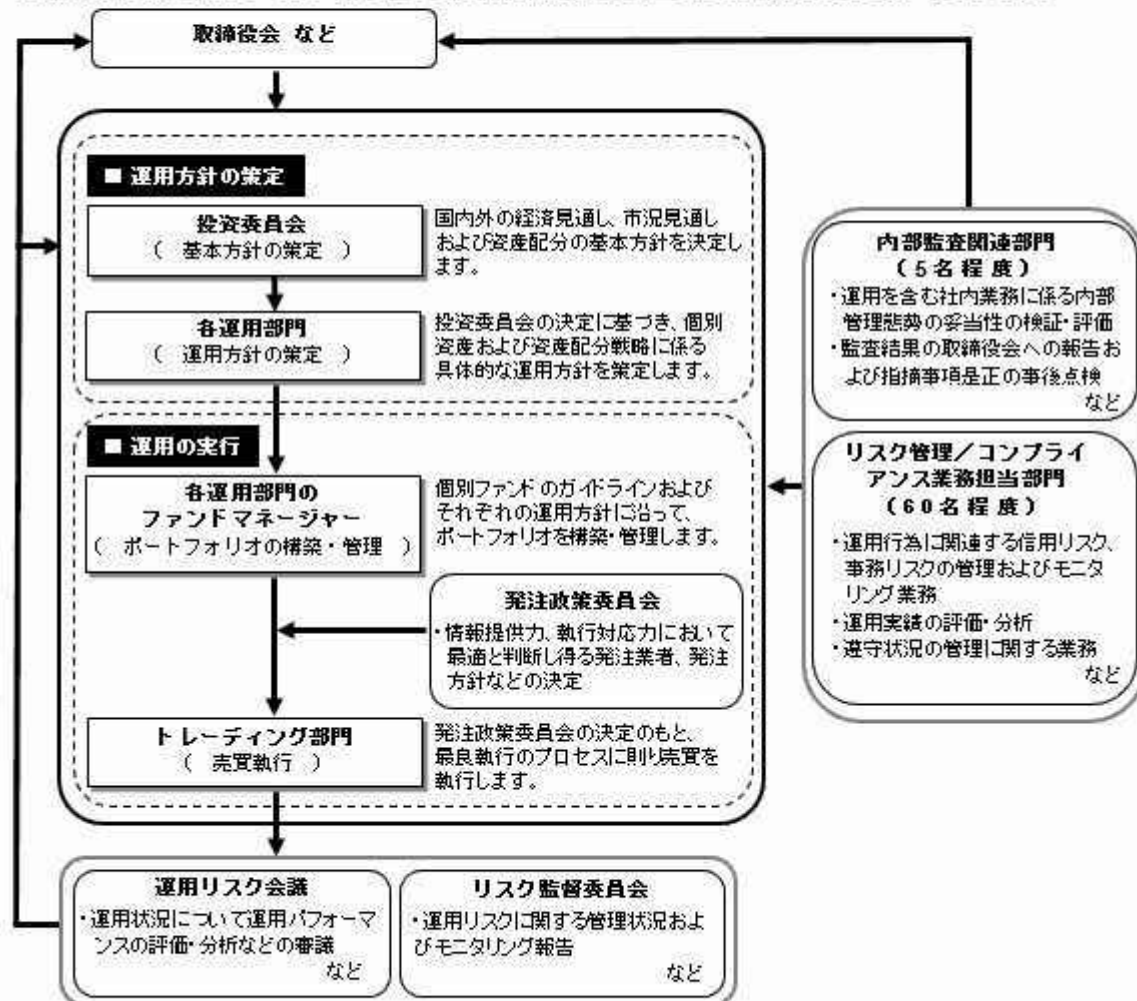 取締役会 など
■ 運用方針の策定
投資委員会
( 基本方針の策定 )
国内外の経済見通し、市況見通し
および資産配分の基本方針を決定し
ます。
各運用部門
( 運用方針の策定 )
投資委員会の決定に基づき、個別
資産および資産配分戦略に係る
具体的な運用方針を策定します。
■ 運用の実行
各運用部門の
ファンドマネージャー
( ポートフォリオの構築・管理 )
個別ファンドのガイドラインおよび
それぞれの運用方針に沿って、
ポートフォリオを構築・管理します。
発注政策委員会
・情報提供力、執行対応力において
最適と判断し得る発注業者、発注
方針などの決定
トレーディング部門
( 売買執行 )
発注政策委員会の決定のもと、
最良執行のプロセスに則り売買を
執行します。
内部監査関連部門
(5名程度)
・運用を含む社内業務に係る内部
管理態勢の妥当性の検証・評価
・監査結果の取締役会への報告お
よび指摘事項是正の事後点検
など
リスク管理/コンプライ
アンス業務担当部門
(60名程度)
・運用行為に関連する信用リスク、
事務リスクの管理およびモニタ
リング業務
・運用実績の評価・分析
・遵守状況の管理に関する業務
など
運用リスク会議
・運用状況について運用パフォーマ
ンスの評価・分析などの審議
など
リスク監督委員会
・運用リスクに関する管理状況およ
びモニタリング報告
など